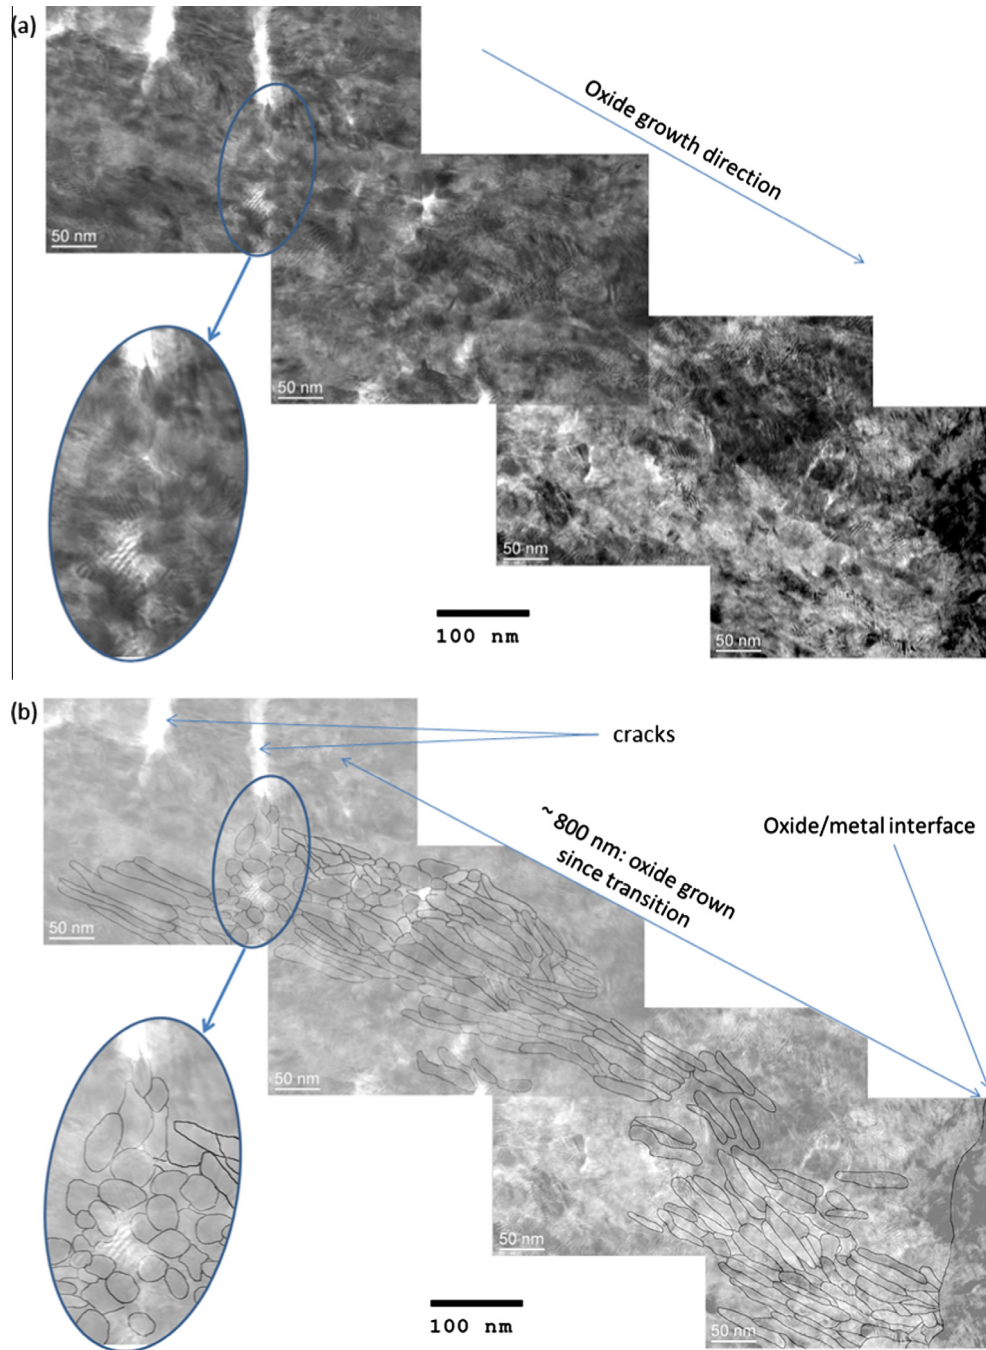 (a)
Oxide growth direction
50 nm
50 nm
50 nm
50 nm
100 nm
(b)
cracks
~ 800 nm: oxide grown
since transition
Oxide/metal interface
50 nm
50 nm
50 nm
50 nm
100 nm